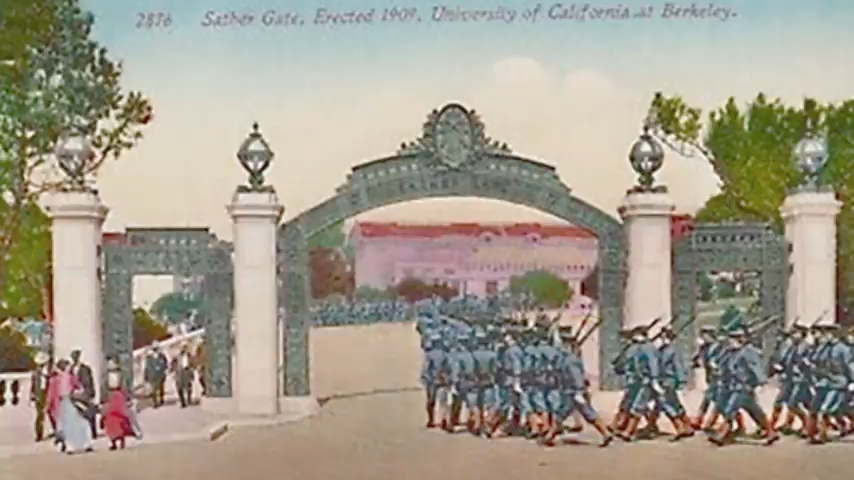 2876 Sather Gate, Erected 1909, University of California at Berkeley.